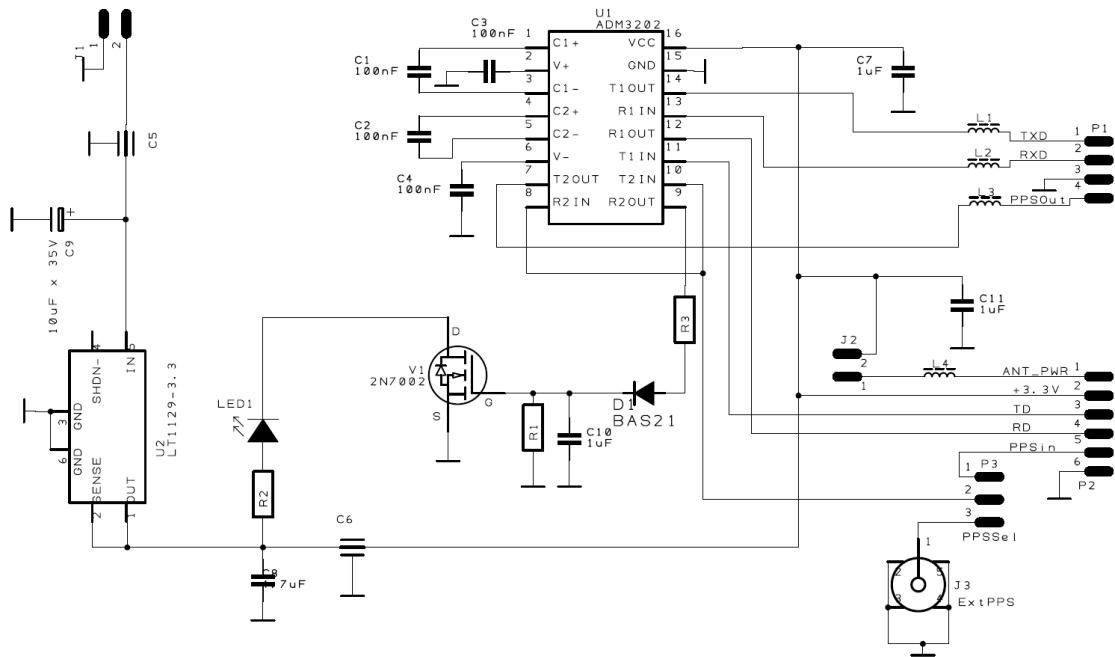 U1
ADM3202
C3
100nF
C1
100nF
C2
100nF
C4
100nF
1
2
3
4
5
6
7
8
C1+
V+
C1-
C2+
C2-
V-
T2OUT
R2IN
VCC
GND
T1OUT
R1IN
R1OUT
T1IN
T2IN
R2OUT
16
15
14
13
12
11
10
9
C7
1uF
L1
TXD
1
P1
L2
RXD
2
3
L3
PPSOut
4
J1
1
2
C5
C9
10uF x 35V
4
5
SHDN-
IN
3
GND
6
GND
SENSE
OUT
2
1
U2
LT1129-3.3
LED1
R2
C6
C8
4.7uF
V1
2N7002
D
S
G
R1
C10
1uF
D1
BAS21
R3
C11
1uF
J2
2
1
L4
ANT_PWR
1
+3.3V
2
TD
3
RD
4
PPSin
5
6
P2
P3
1
2
3
PPSSel
1
2
5
3
4
J3
ExtPPS